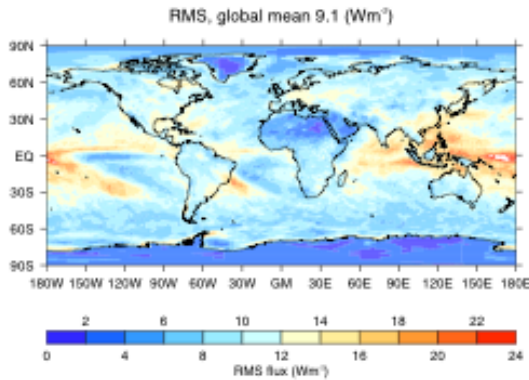 RMS, global mean 9.1 (Wm⁻²)
90N
60N
30N
EQ
30S
60S
90S
180W 150W 120W 90W 60W 30W GM 30E 60E 90E 120E 150E 180E
2 6 10 14 18 22
0 4 8 12 16 20 24
RMS flux (Wm⁻²)